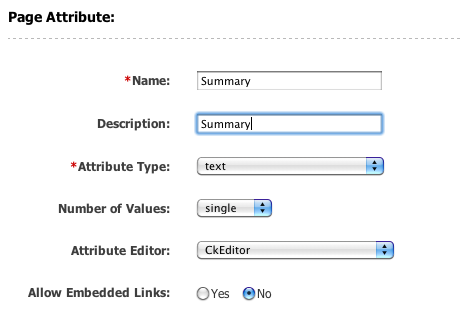 Page Attribute:
*Name: Summary
Description: Summary
*Attribute Type: text
Number of Values: single
Attribute Editor: CkEditor
Allow Embedded Links: Yes No